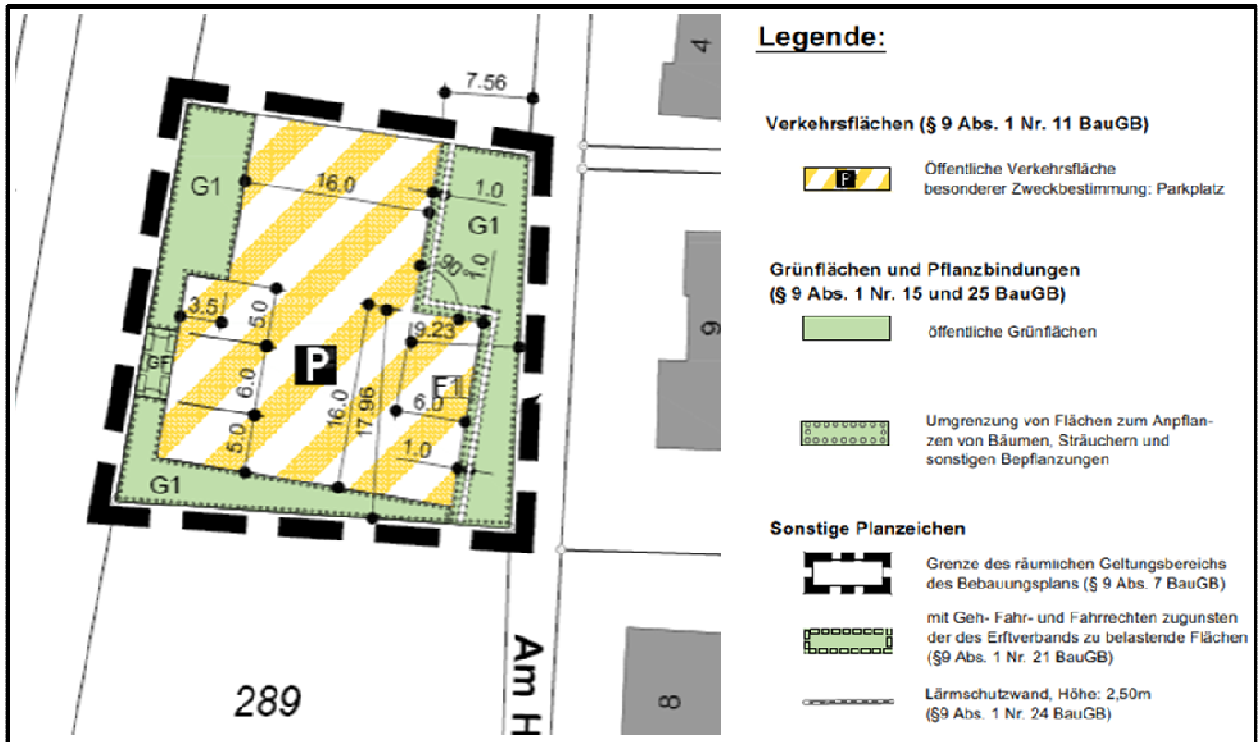 4
7.56
16.0
1.0
G1
G1
90°
1.0
3.5
5.0
9.23
9
GF
P
F1
6.0
6.0
16.0
17.96
5.0
1.0
G1
289
Am H
8
Legende:
Verkehrsflächen (§ 9 Abs. 1 Nr. 11 BauGB)
P
Öffentliche Verkehrsfläche
besonderer Zweckbestimmung: Parkplatz
Grünflächen und Pflanzbindungen
(§ 9 Abs. 1 Nr. 15 und 25 BauGB)
öffentliche Grünflächen
Umgrenzung von Flächen zum Anpflan-
zen von Bäumen, Sträuchern und
sonstigen Bepflanzungen
Sonstige Planzeichen
Grenze des räumlichen Geltungsbereichs
des Bebauungsplans (§ 9 Abs. 7 BauGB)
mit Geh- Fahr- und Fahrrechten zugunsten
der des Erftverbands zu belastende Flächen
(§9 Abs. 1 Nr. 21 BauGB)
Lärmschutzwand, Höhe: 2,50m
(§9 Abs. 1 Nr. 24 BauGB)